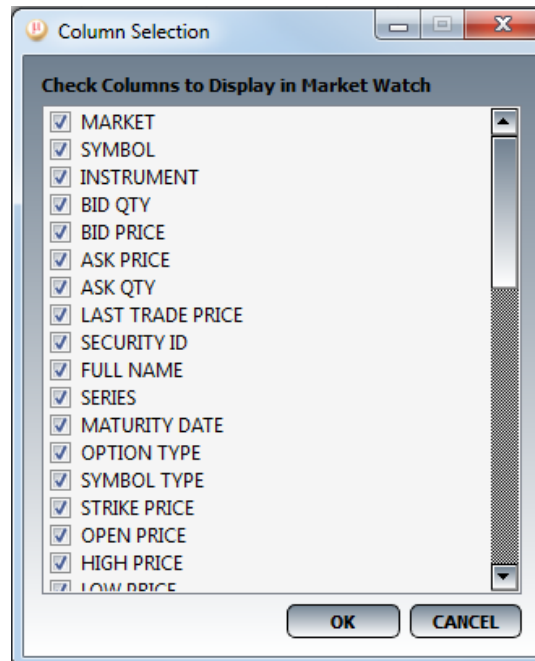 Column Selection
Check Columns to Display in Market Watch
MARKET
SYMBOL
INSTRUMENT
BID QTY
BID PRICE
ASK PRICE
ASK QTY
LAST TRADE PRICE
SECURITY ID
FULL NAME
SERIES
MATURITY DATE
OPTION TYPE
SYMBOL TYPE
STRIKE PRICE
OPEN PRICE
HIGH PRICE
LOW PRICE
OK CANCEL